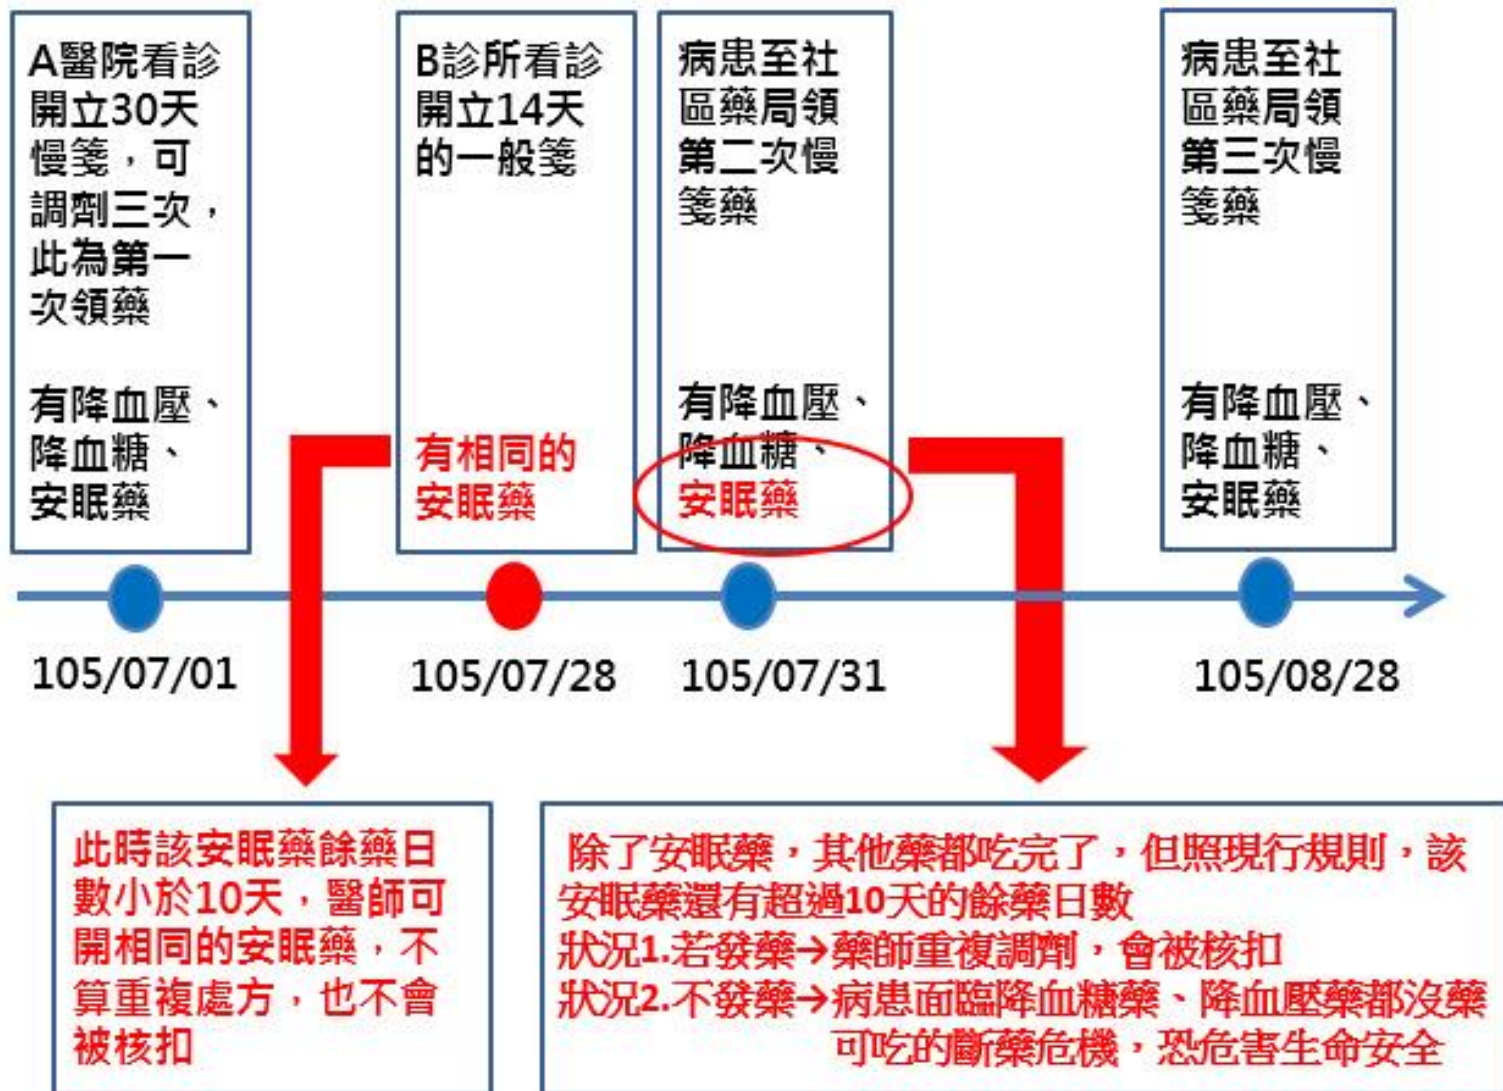 A醫院看診
開立30天
慢箋，可
調劑三次，
此為第一
次領藥
有降血壓、
降血糖、
安眠藥
B診所看診
開立14天
的一般箋
有相同的
安眠藥
病患至社
區藥局領
第二次慢
箋藥
有降血壓、
降血糖、
安眠藥
病患至社
區藥局領
第三次慢
箋藥
有降血壓、
降血糖、
安眠藥
105/07/01
105/07/28
105/07/31
105/08/28
此時該安眠藥餘藥日
數小於10天，醫師可
開相同的安眠藥，不
算重複處方，也不會
被核扣
除了安眠藥，其他藥都吃完了，但照現行規則，該
安眠藥還有超過10天的餘藥日數
狀況1.若發藥→藥師重複調劑，會被核扣
狀況2.不發藥→病患面臨降血糖藥、降血壓藥都沒藥
可吃的斷藥危機，恐危害生命安全